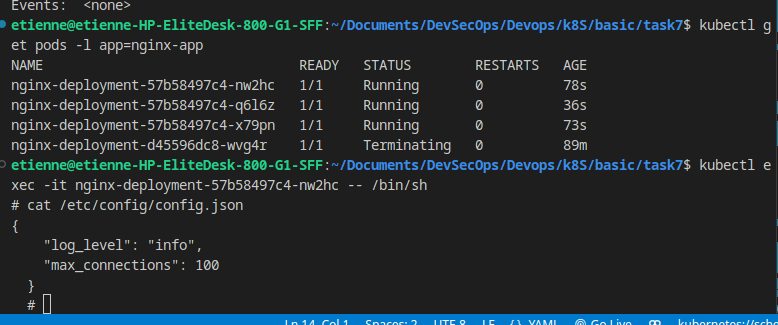 Events:  <none>
etienne@etienne-HP-EliteDesk-800-G1-SFF:~/Documents/DevSecOps/Devops/k8S/basic/task7$ kubectl g
et pods -l app=nginx-app
NAME                                READY   STATUS        RESTARTS   AGE
nginx-deployment-57b58497c4-nw2hc   1/1     Running       0          78s
nginx-deployment-57b58497c4-q6l6z   1/1     Running       0          36s
nginx-deployment-57b58497c4-x79pn   1/1     Running       0          73s
nginx-deployment-d45596dc8-wvg4r    1/1     Terminating   0          89m
etienne@etienne-HP-EliteDesk-800-G1-SFF:~/Documents/DevSecOps/Devops/k8S/basic/task7$ kubectl e
xec -it nginx-deployment-57b58497c4-nw2hc -- /bin/sh
# cat /etc/config/config.json
{
    "log_level": "info",
    "max_connections": 100
  }
  #
Ln 14, Col 1   Spaces: 2   UTF-8   LF   {} YAML   Go Live   kubernetes://sche